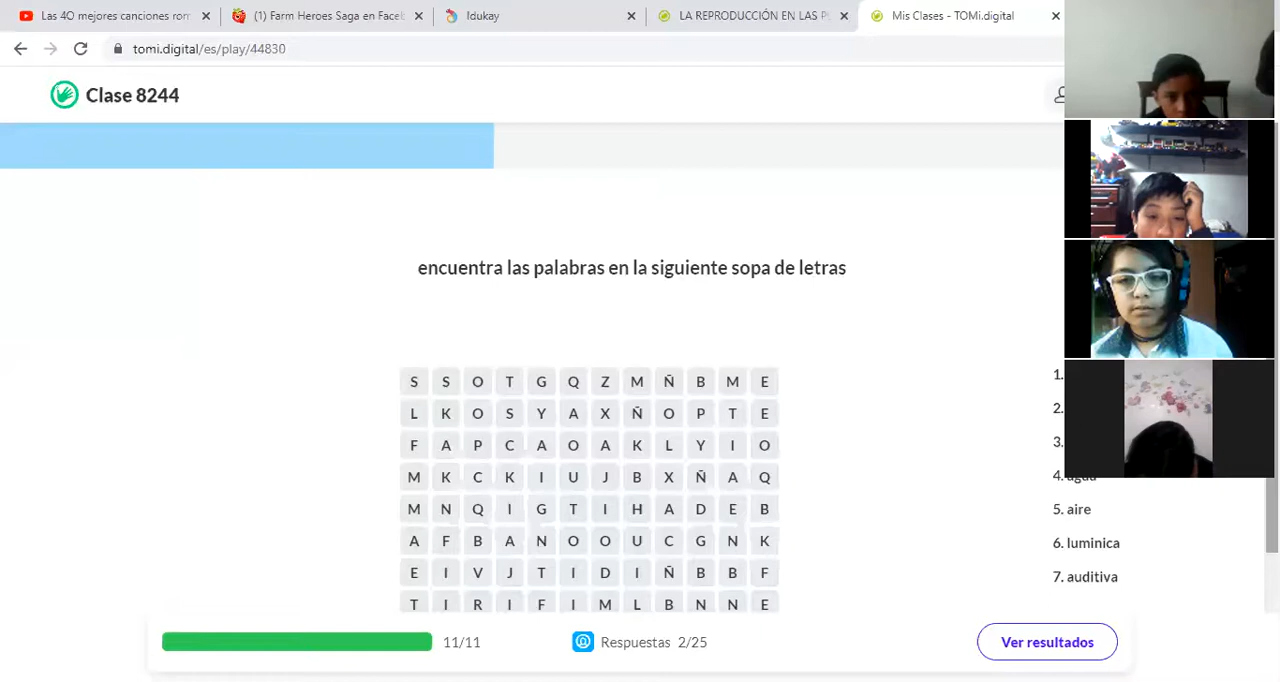 Las 4O mejores canciones rom
(1) Farm Heroes Saga en Faceb
Idukay
LA REPRODUCCIÓN EN LAS P
Mis Clases - TOMi.digital
tomi.digital/es/play/44830
Clase 8244
encuentra las palabras en la siguiente sopa de letras
S S O T G Q Z M Ñ B M E
L K O S Y A X Ñ O P T E
F A P C A O A K L Y I O
M K C K I U J B X Ñ A Q
M N Q I G T I H A D E B
A F B A N O O U C G N K
E I V J T I D I Ñ B B F
T I R I F I M L B N N E
1.
2.
3.
4. agua
5. aire
6. luminica
7. auditiva
11/11
Respuestas 2/25
Ver resultados